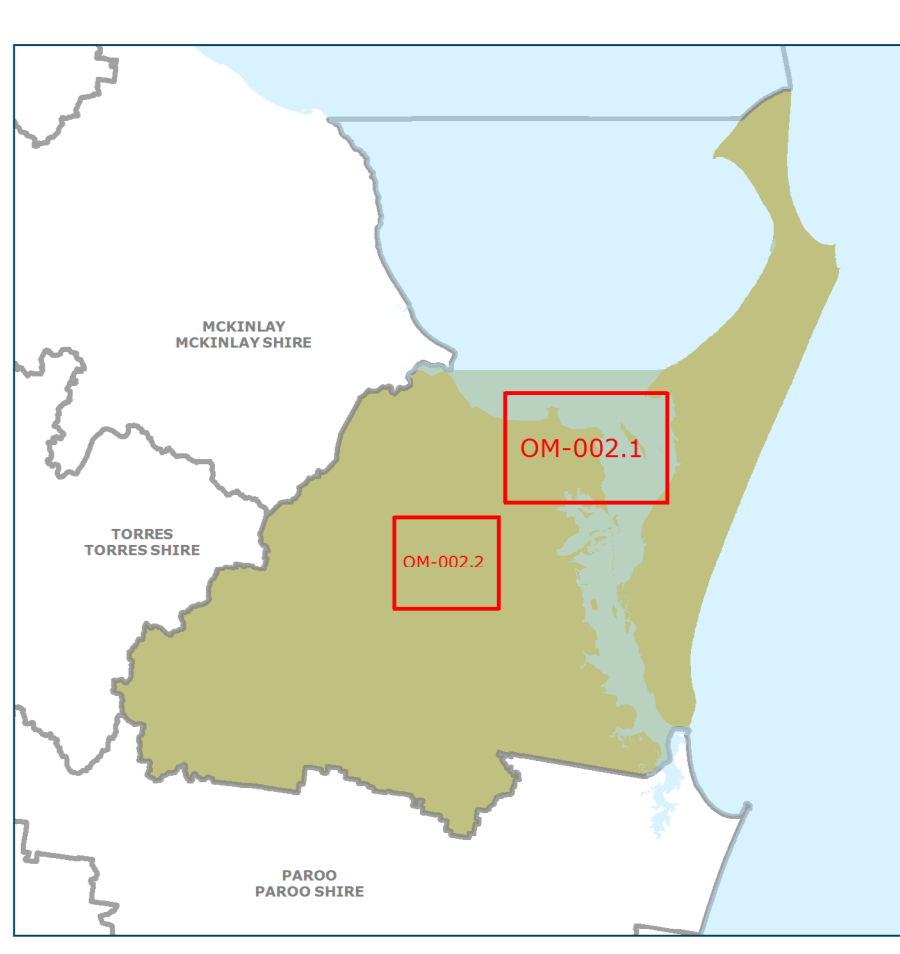 MCKINLAY
MCKINLAY SHIRE
OM-002.1
TORRES
TORRES SHIRE
OM-002.2
PAROO
PAROO SHIRE